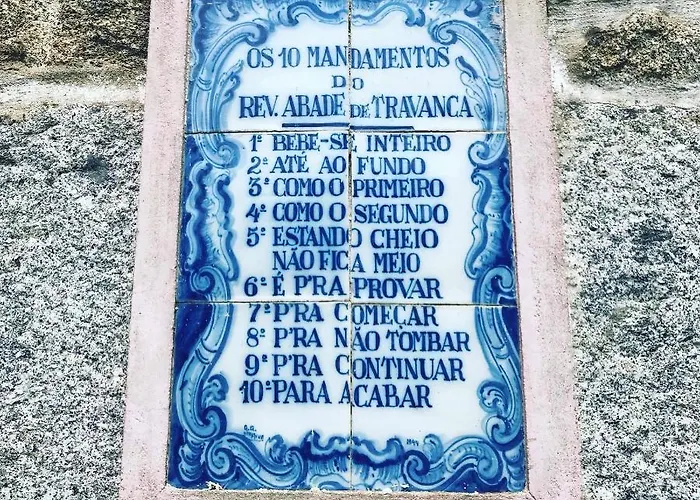 OS 10 MANDAMENTOS
DO
REV. ABADE DE TRAVANCA
1º BEBE-SE INTEIRO
2º ATÉ AO FUNDO
3º COMO O PRIMEIRO
4º COMO O SEGUNDO
5º ESTANDO CHEIO
NÃO FICA MEIO
6º É P'RA PROVAR
7º P'RA COMEÇAR
8º P'RA NÃO TOMBAR
9º P'RA CONTINUAR
10º PARA ACABAR